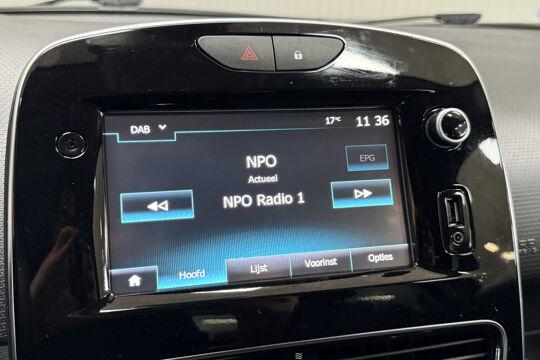 DAB 17°C 11 36
NPO
EPG
Actueel
NPO Radio 1
Hoofd Lijst Voorinst Opties